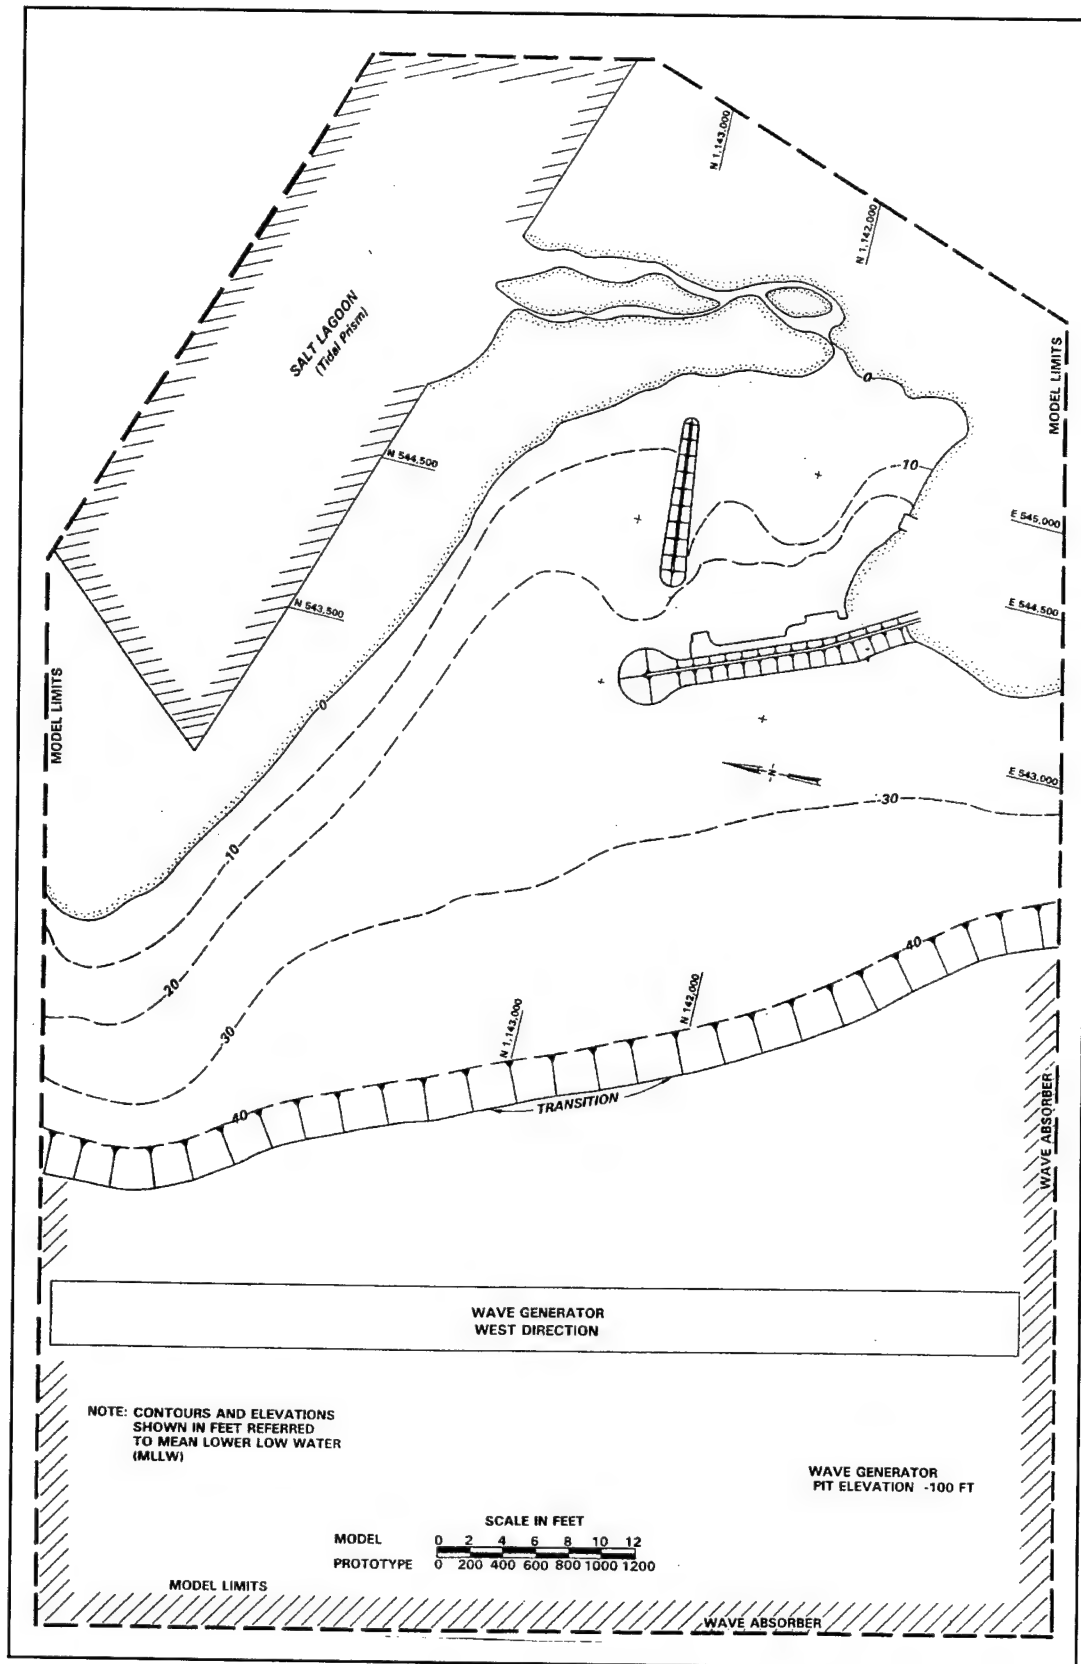 N 1,143,000
N 1,142,000
SALT LAGOON
(Tidal Prism)
MODEL LIMITS
0
N 544,500
-10
E 545,000
N 543,500
E 544,500
MODEL LIMITS
0
-N-
E 543,000
-30
-10
-20
-30
-40
-40
N 1,143,000
N 142,000
TRANSITION
WAVE ABSORBER
WAVE GENERATOR
WEST DIRECTION
NOTE: CONTOURS AND ELEVATIONS
SHOWN IN FEET REFERRED
TO MEAN LOWER LOW WATER
(MLLW)
WAVE GENERATOR
PIT ELEVATION -100 FT
SCALE IN FEET
MODEL 0 2 4 6 8 10 12
PROTOTYPE 0 200 400 600 800 1000 1200
MODEL LIMITS
WAVE ABSORBER